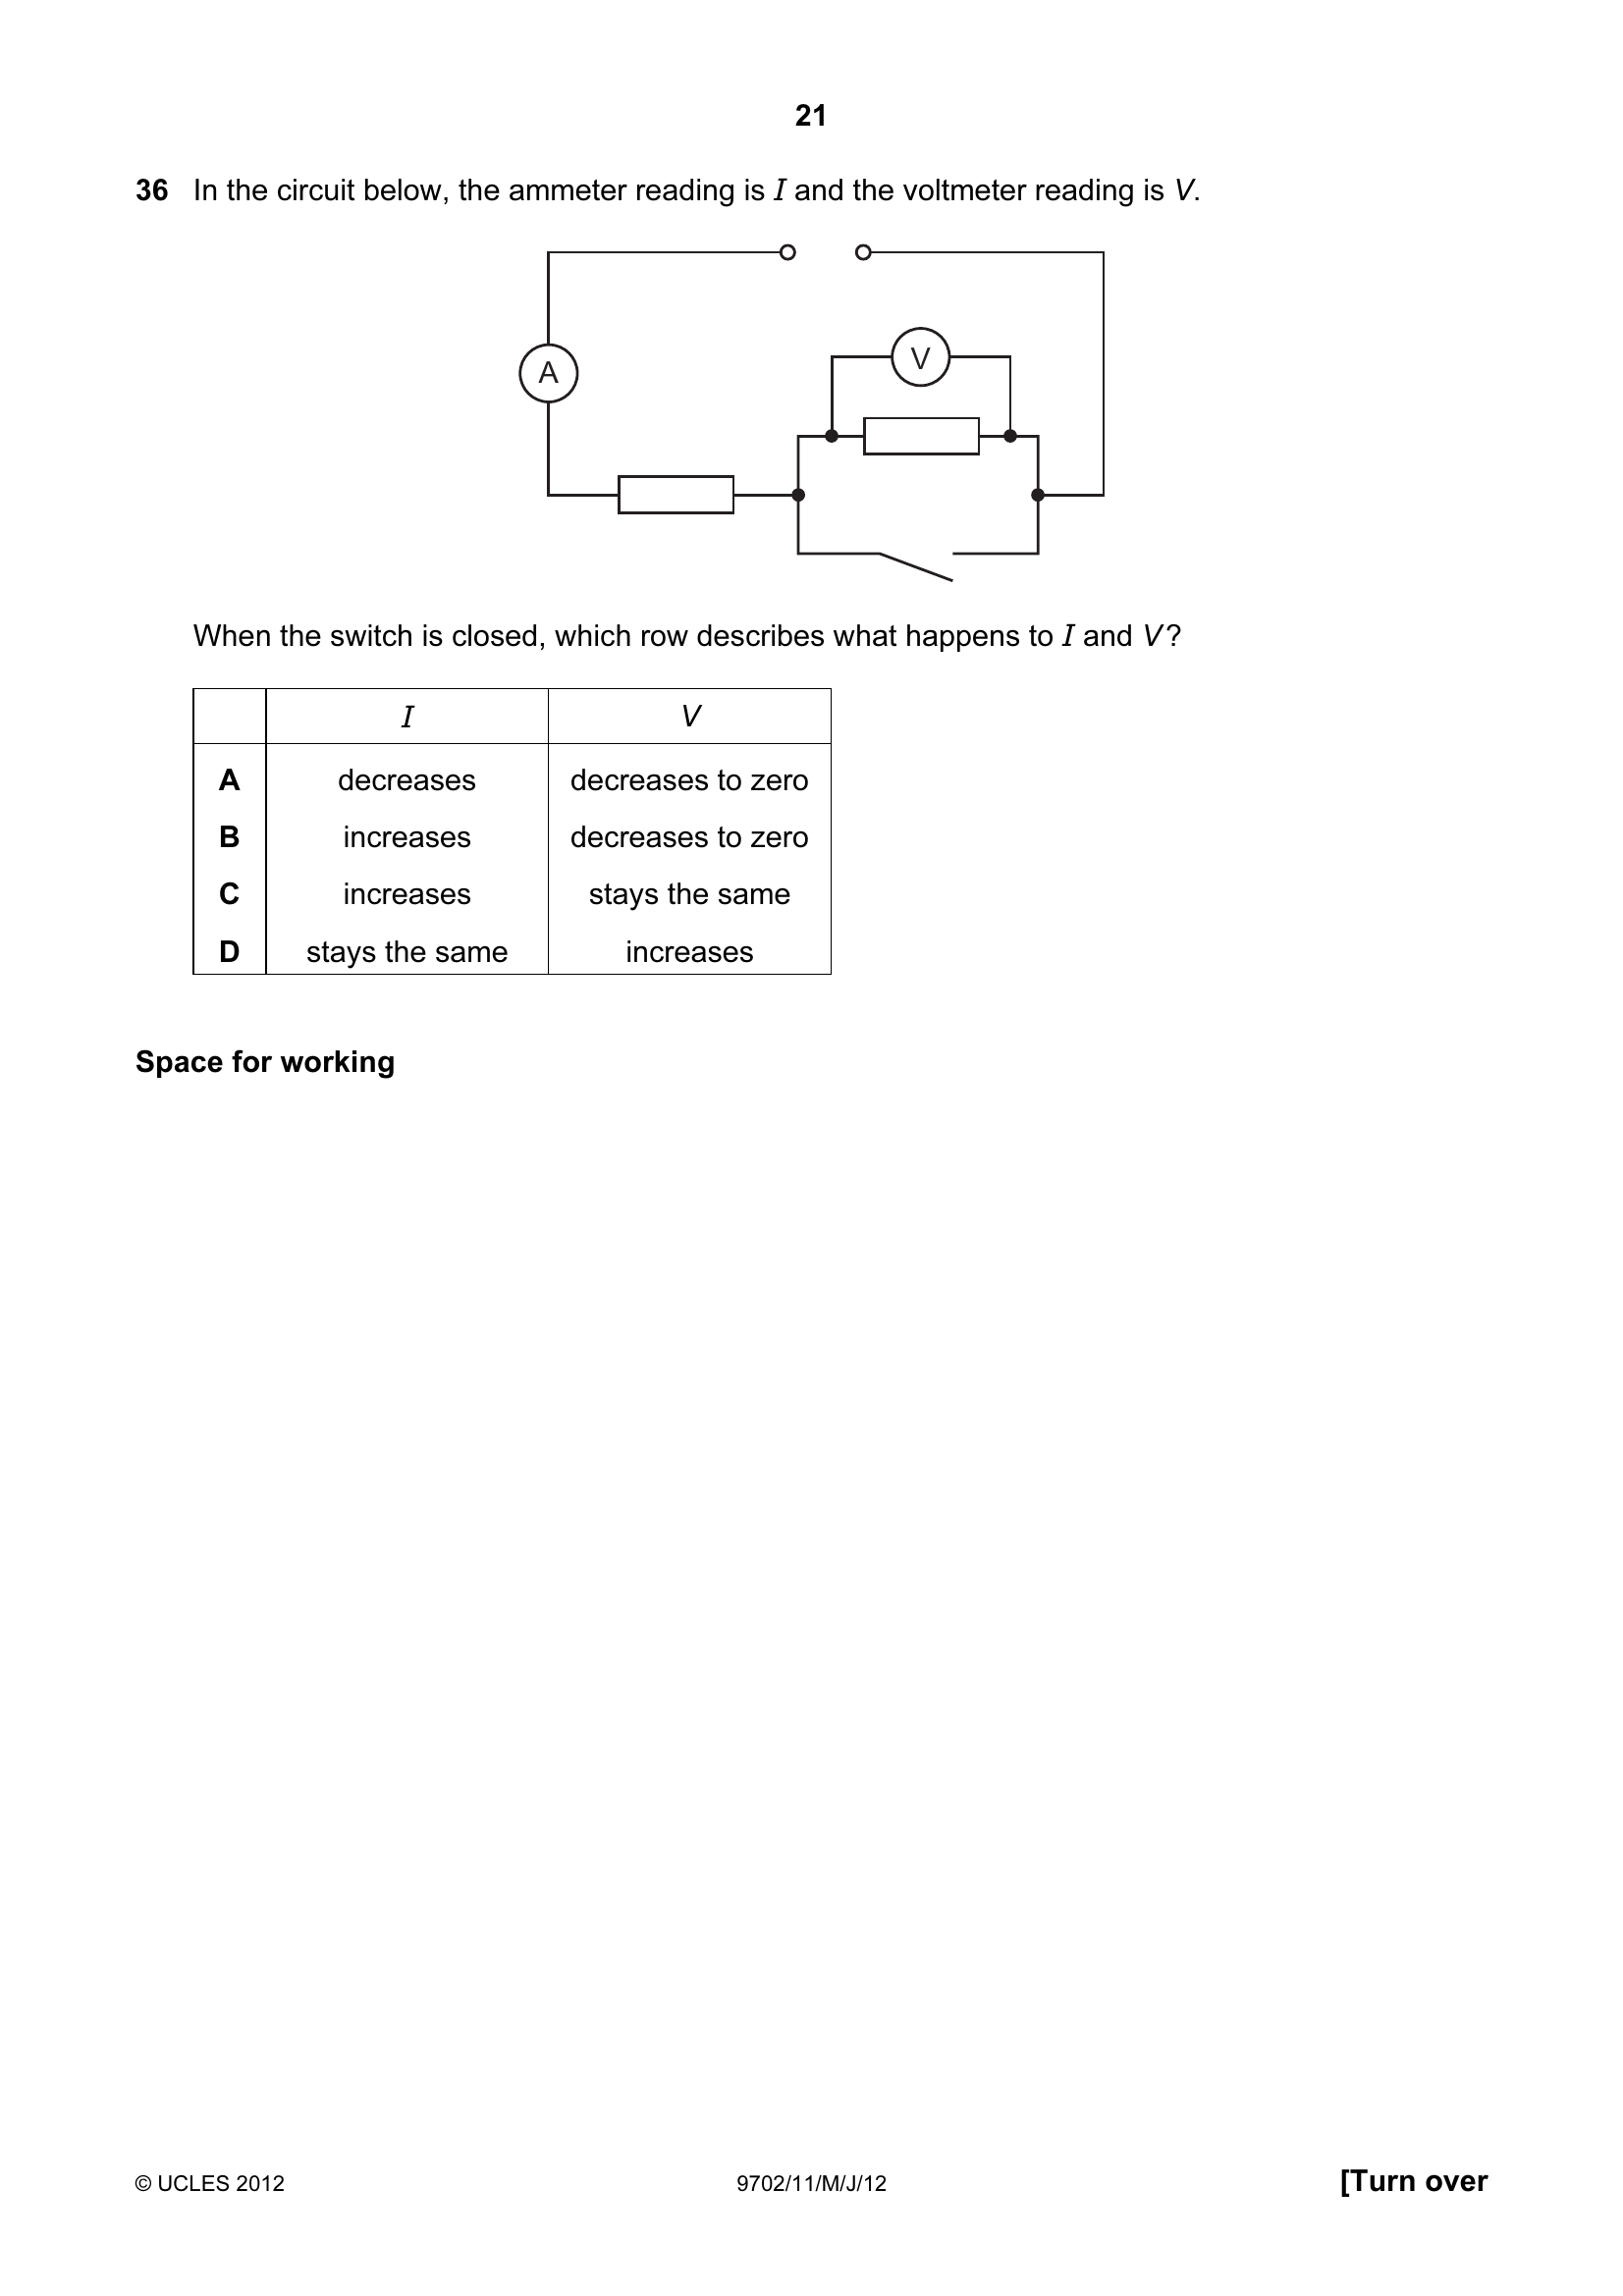 21
36 In the circuit below, the ammeter reading is I and the voltmeter reading is V.
V
A
When the switch is closed, which row describes what happens to I and V?
I V
A decreases decreases to zero
B increases decreases to zero
C increases stays the same
D stays the same increases
Space for working
© UCLES 2012 9702/11/M/J/12 [Turn over